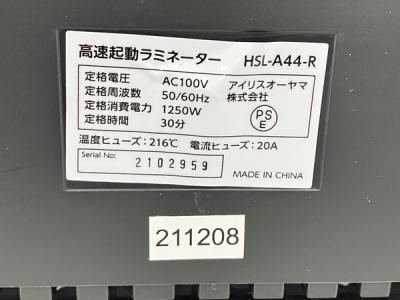 高速起動ラミネーター HSL-A44-R
定格電圧 AC100V アイリスオーヤマ
定格周波数 50/60Hz 株式会社
定格消費電力 1250W
定格時間 30分
PS
E
温度ヒューズ:216℃ 電流ヒューズ:20A
Serial No: 2102959
MADE IN CHINA
211208